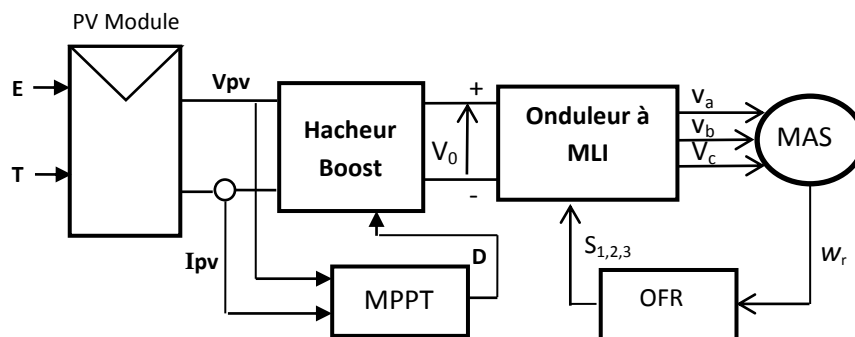 PV Module
E
T
Vpv
Ipv
Hacheur
Boost
D
MPPT
+
V0
-
Onduleur à
MLI
va
vb
Vc
MAS
S1,2,3
OFR
wr